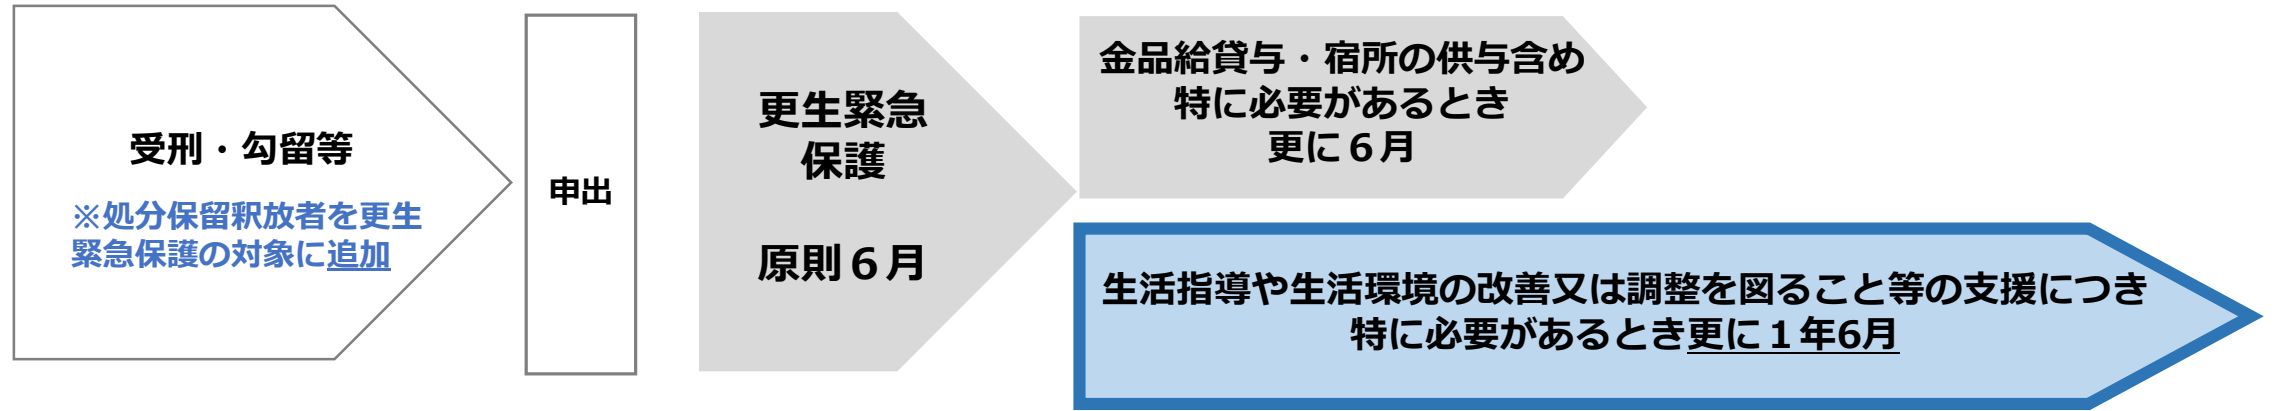 受刑・勾留等
※処分保留釈放者を更生
緊急保護の対象に追加
申出
更生緊急
保護
原則６月
金品給貸与・宿所の供与含め
特に必要があるとき
更に６月
生活指導や生活環境の改善又は調整を図ること等の支援につき
特に必要があるとき更に１年6月